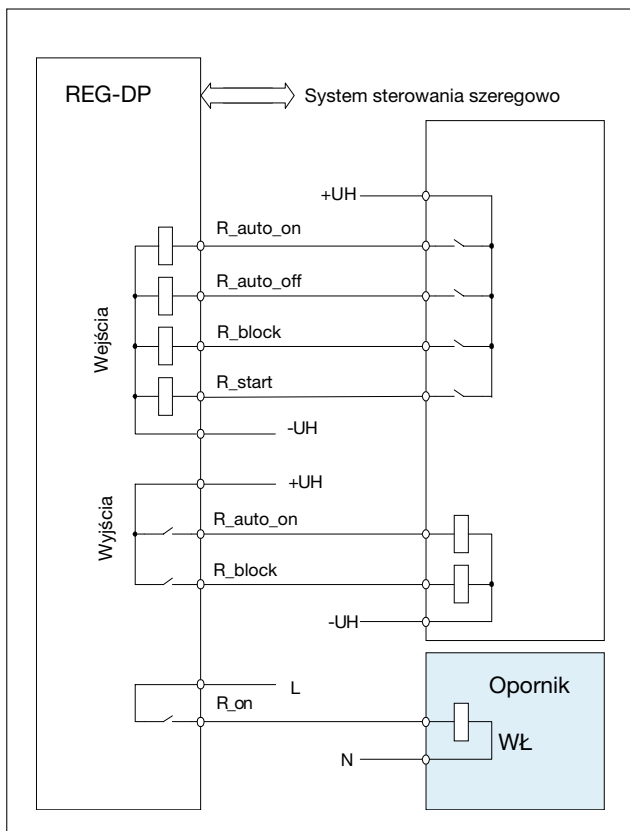 REG-DP
System sterowania szeregowo
+UH
R_auto_on
R_auto_off
R_block
R_start
-UH
Wejścia
+UH
R_auto_on
R_block
-UH
Wyjścia
L
R_on
N
Opornik
WŁ